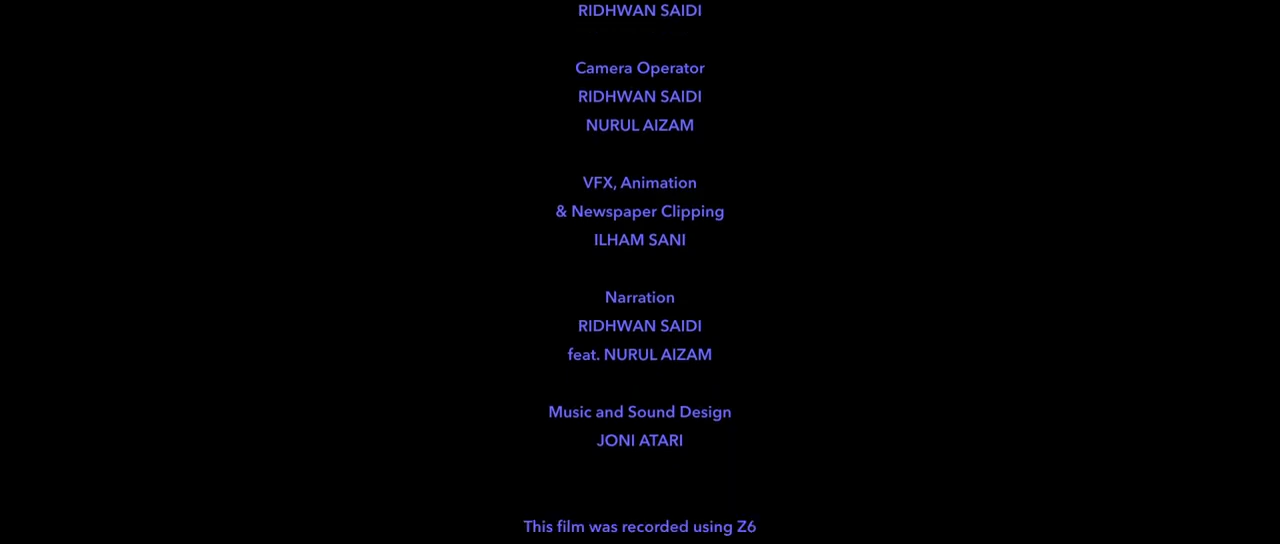 RIDHWAN SAIDI
Camera Operator
RIDHWAN SAIDI
NURUL AIZAM
VFX, Animation
& Newspaper Clipping
ILHAM SANI
Narration
RIDHWAN SAIDI
feat. NURUL AIZAM
Music and Sound Design
JONI ATARI
This film was recorded using Z6